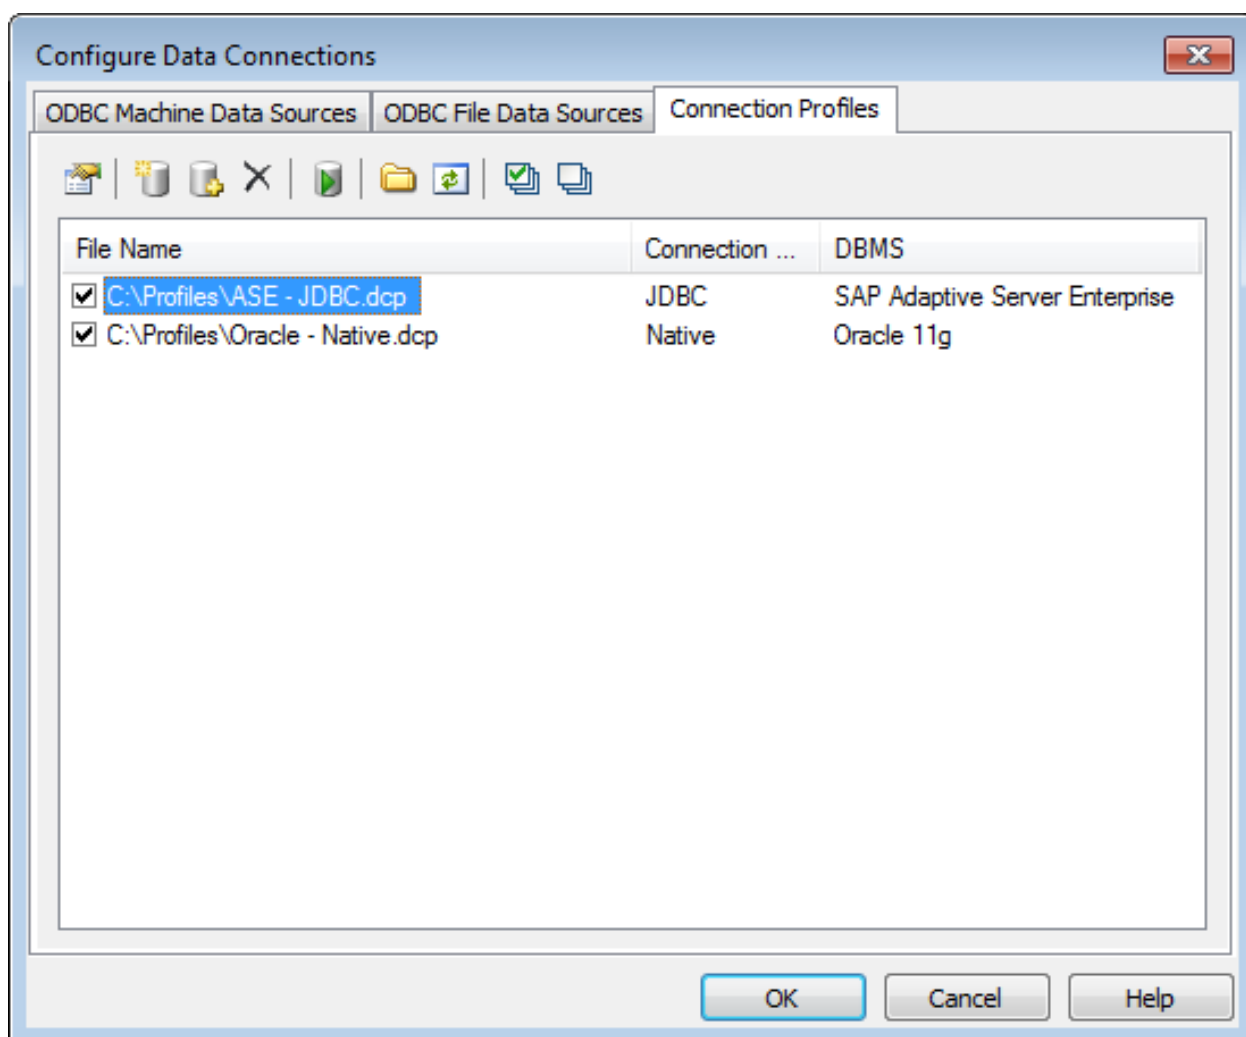 Configure Data Connections
ODBC Machine Data Sources ODBC File Data Sources Connection Profiles
File Name Connection ... DBMS
C:\Profiles\ASE - JDBC.dcp JDBC SAP Adaptive Server Enterprise
C:\Profiles\Oracle - Native.dcp Native Oracle 11g
OK Cancel Help